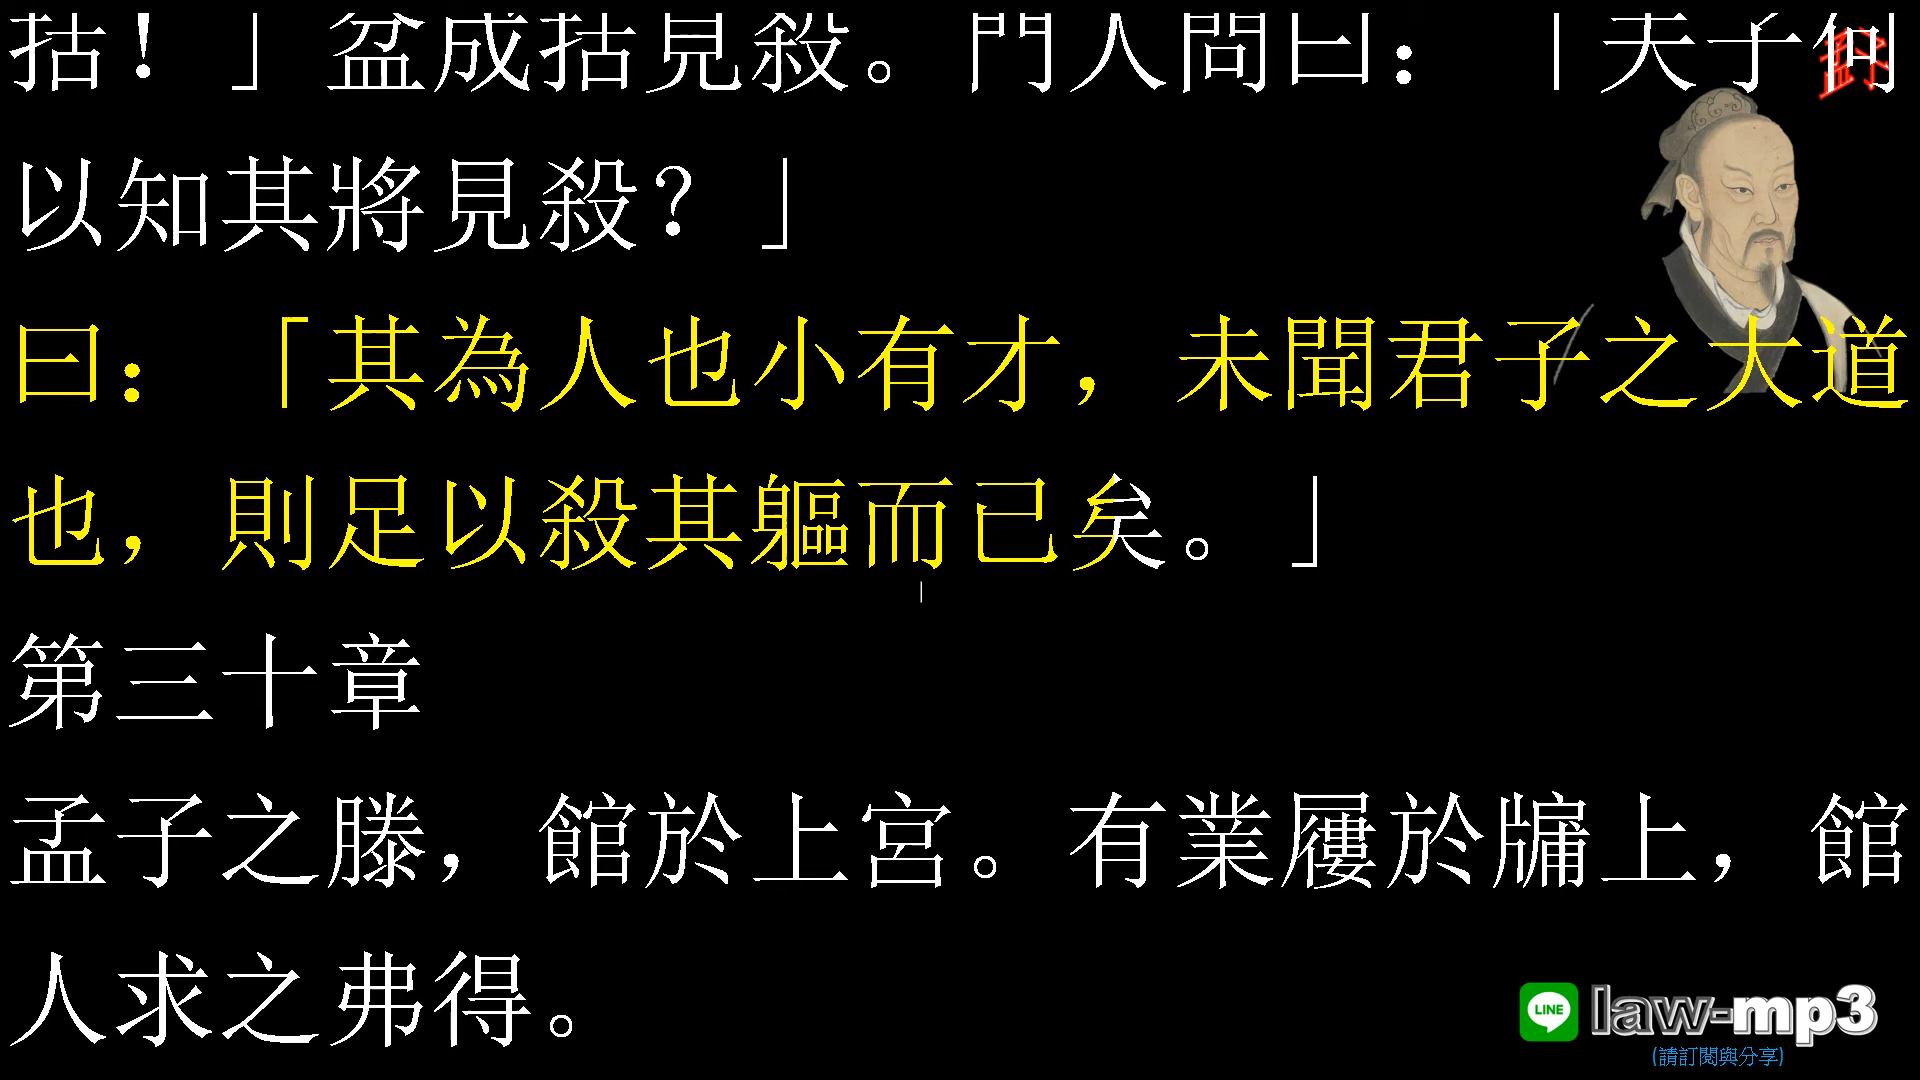 括！」盆成括見殺。門人問曰：「夫子何
以知其將見殺？」
曰：「其為人也小有才，未聞君子之大道
也，則足以殺其軀而已矣。」
第三十章
孟子之滕，館於上宮。有業屨於牖上，館
人求之弗得。
LINE law-mp3
(請訂閱與分享)